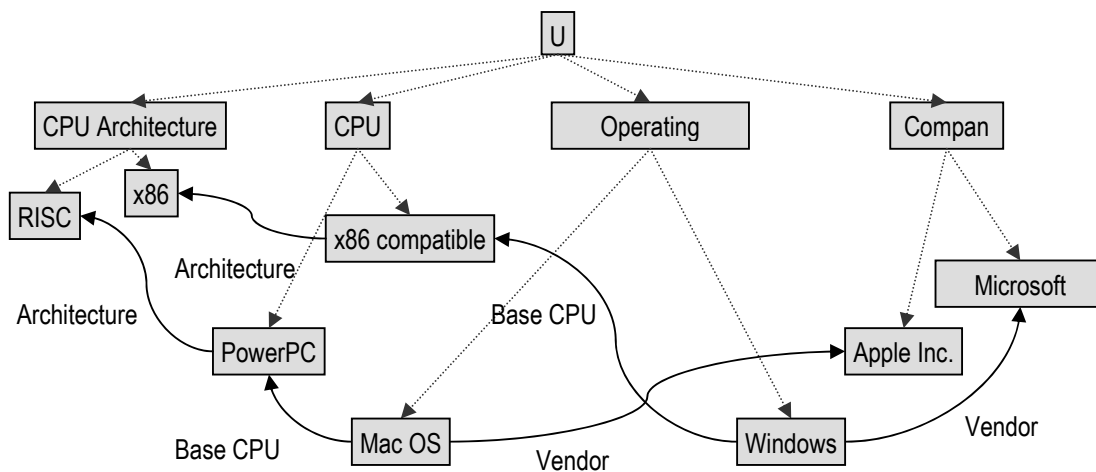 U
CPU Architecture
CPU
Operating
Compan
RISC
x86
x86 compatible
Architecture
Microsoft
Architecture
Base CPU
PowerPC
Apple Inc.
Base CPU
Mac OS
Vendor
Windows
Vendor